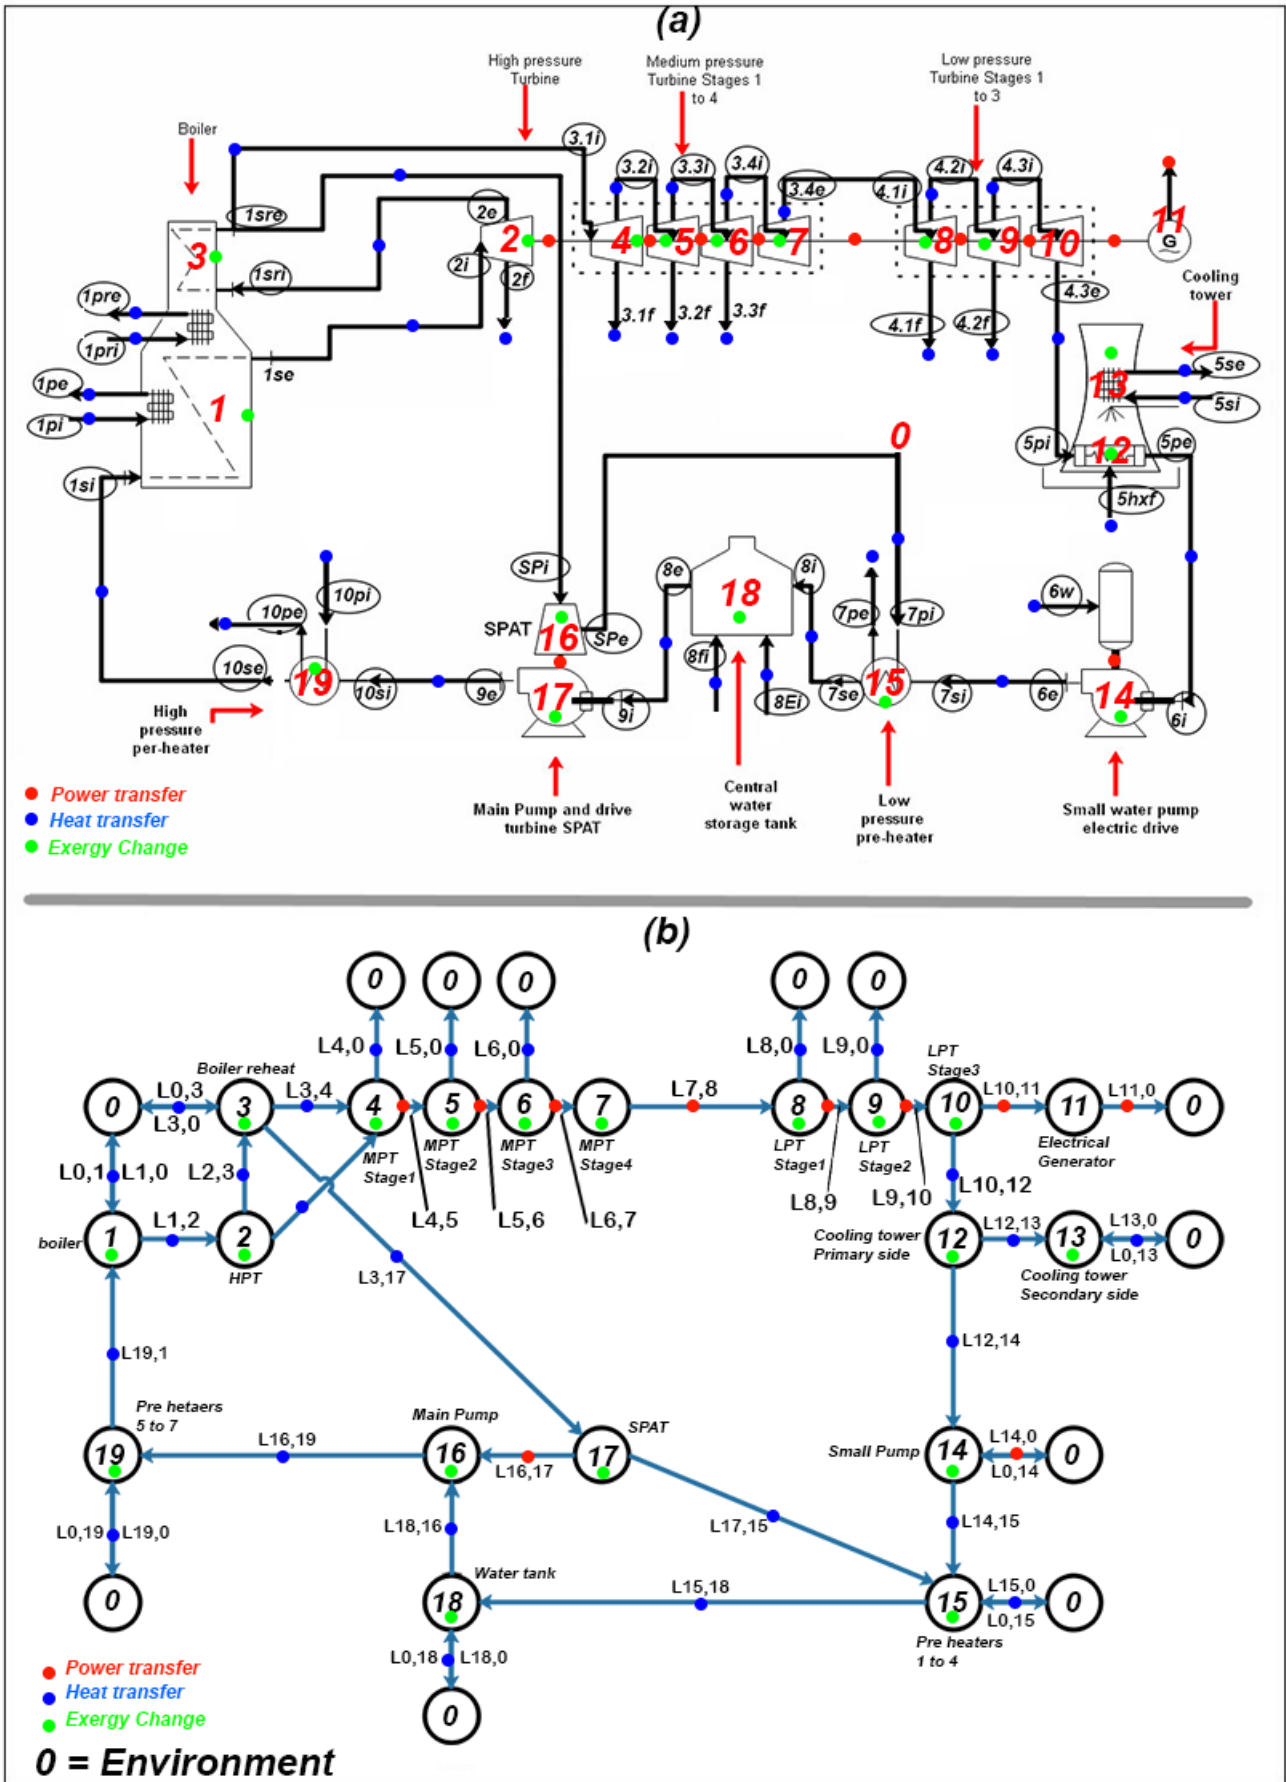 (a)
High pressure
Turbine
Medium pressure
Turbine Stages 1
to 4
Low pressure
Turbine Stages 1
to 3
Boiler
3.1i
3.2i
3.3i
3.4i
3.4e
4.1i
4.2i
4.3i
1sre
2e
2
4
5
6
7
8
9
10
11
G
3
1sri
2i
2f
3.1f
3.2f
3.3f
4.1f
4.2f
4.3e
Cooling
tower
1pre
1pri
1se
1pe
1pi
1
13
5se
5si
0
5pi
12
5pe
1si
5hxf
SPi
8e
18
8i
6w
10pe
10pi
SPAT
16
SPe
7pe
7pi
8fi
10se
19
10si
9e
17
9i
8Ei
7se
15
7si
6e
14
6i
High
pressure
per-heater
Power transfer
Heat transfer
Exergy Change
Main Pump and drive
turbine SPAT
Central
water
storage tank
Low
pressure
pre-heater
Small water pump
electric drive
(b)
0
0
0
0
0
L4,0
L5,0
L6,0
L8,0
L9,0
LPT
Stage3
Boiler reheat
L0,3
L3,4
L7,8
L10,11
L11,0
0
3
4
5
6
7
8
9
10
11
0
L3,0
MPT
Stage1
MPT
Stage2
MPT
Stage3
MPT
Stage4
LPT
Stage1
LPT
Stage2
Electrical
Generator
L0,1
L1,0
L2,3
L4,5
L5,6
L6,7
L8,9
L9,10
L10,12
boiler
1
L1,2
2
HPT
Cooling tower
Primary side
12
L12,13
13
L13,0
L0,13
0
Cooling tower
Secondary side
L3,17
L19,1
L12,14
Pre hetaers
5 to 7
Main Pump
SPAT
19
L16,19
16
L16,17
17
Small Pump
14
L14,0
L0,14
0
L0,19
L19,0
L18,16
L17,15
L14,15
0
Water tank
18
L15,18
15
L15,0
L0,15
0
Pre heaters
1 to 4
L0,18
L18,0
0
Power transfer
Heat transfer
Exergy Change
0 = Environment